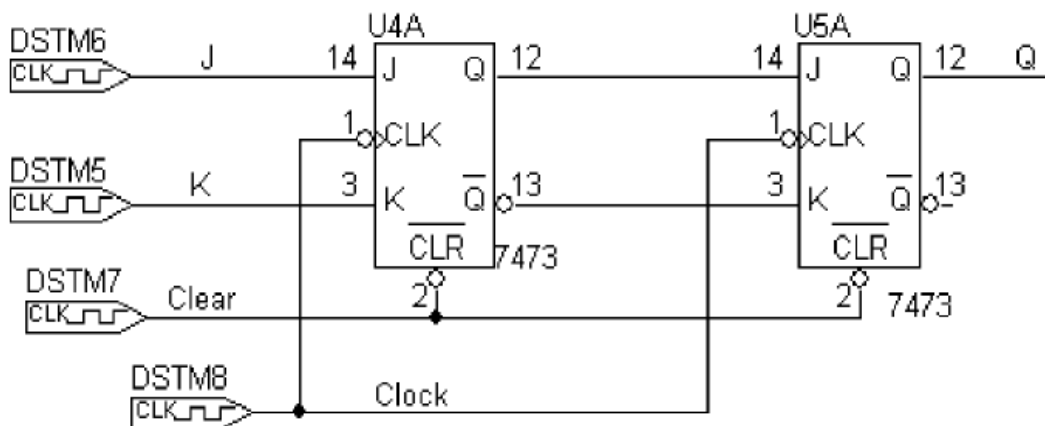 U4A U5A
DSTM6 J 14 J Q 12 14 J Q 12 Q
CLK
1 CLK 1 CLK
DSTM5 K 3 K Q 13 3 K Q 13
CLK
CLR 7473 CLR
DSTM7 Clear 2 2 7473
CLK
DSTM8 Clock
CLK